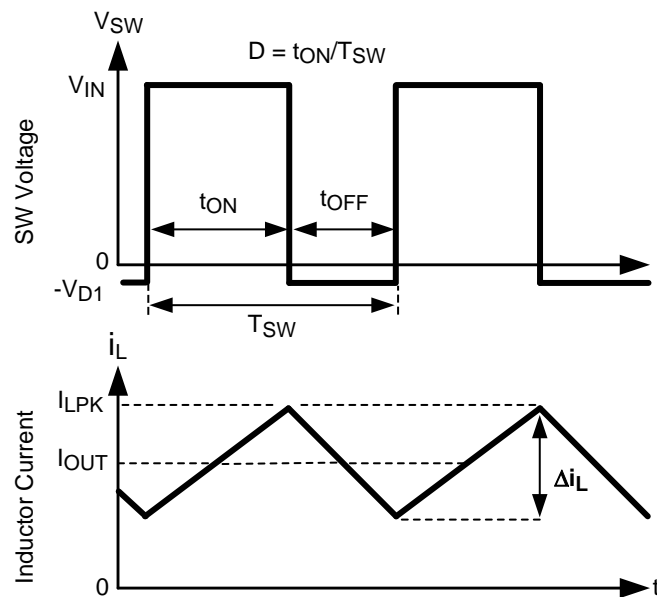 VSW
D = tON/TSW
VIN
SW Voltage
tON
tOFF
0
-VD1
TSW
iL
ILPK
IOUT
ΔiL
Inductor Current
0
t